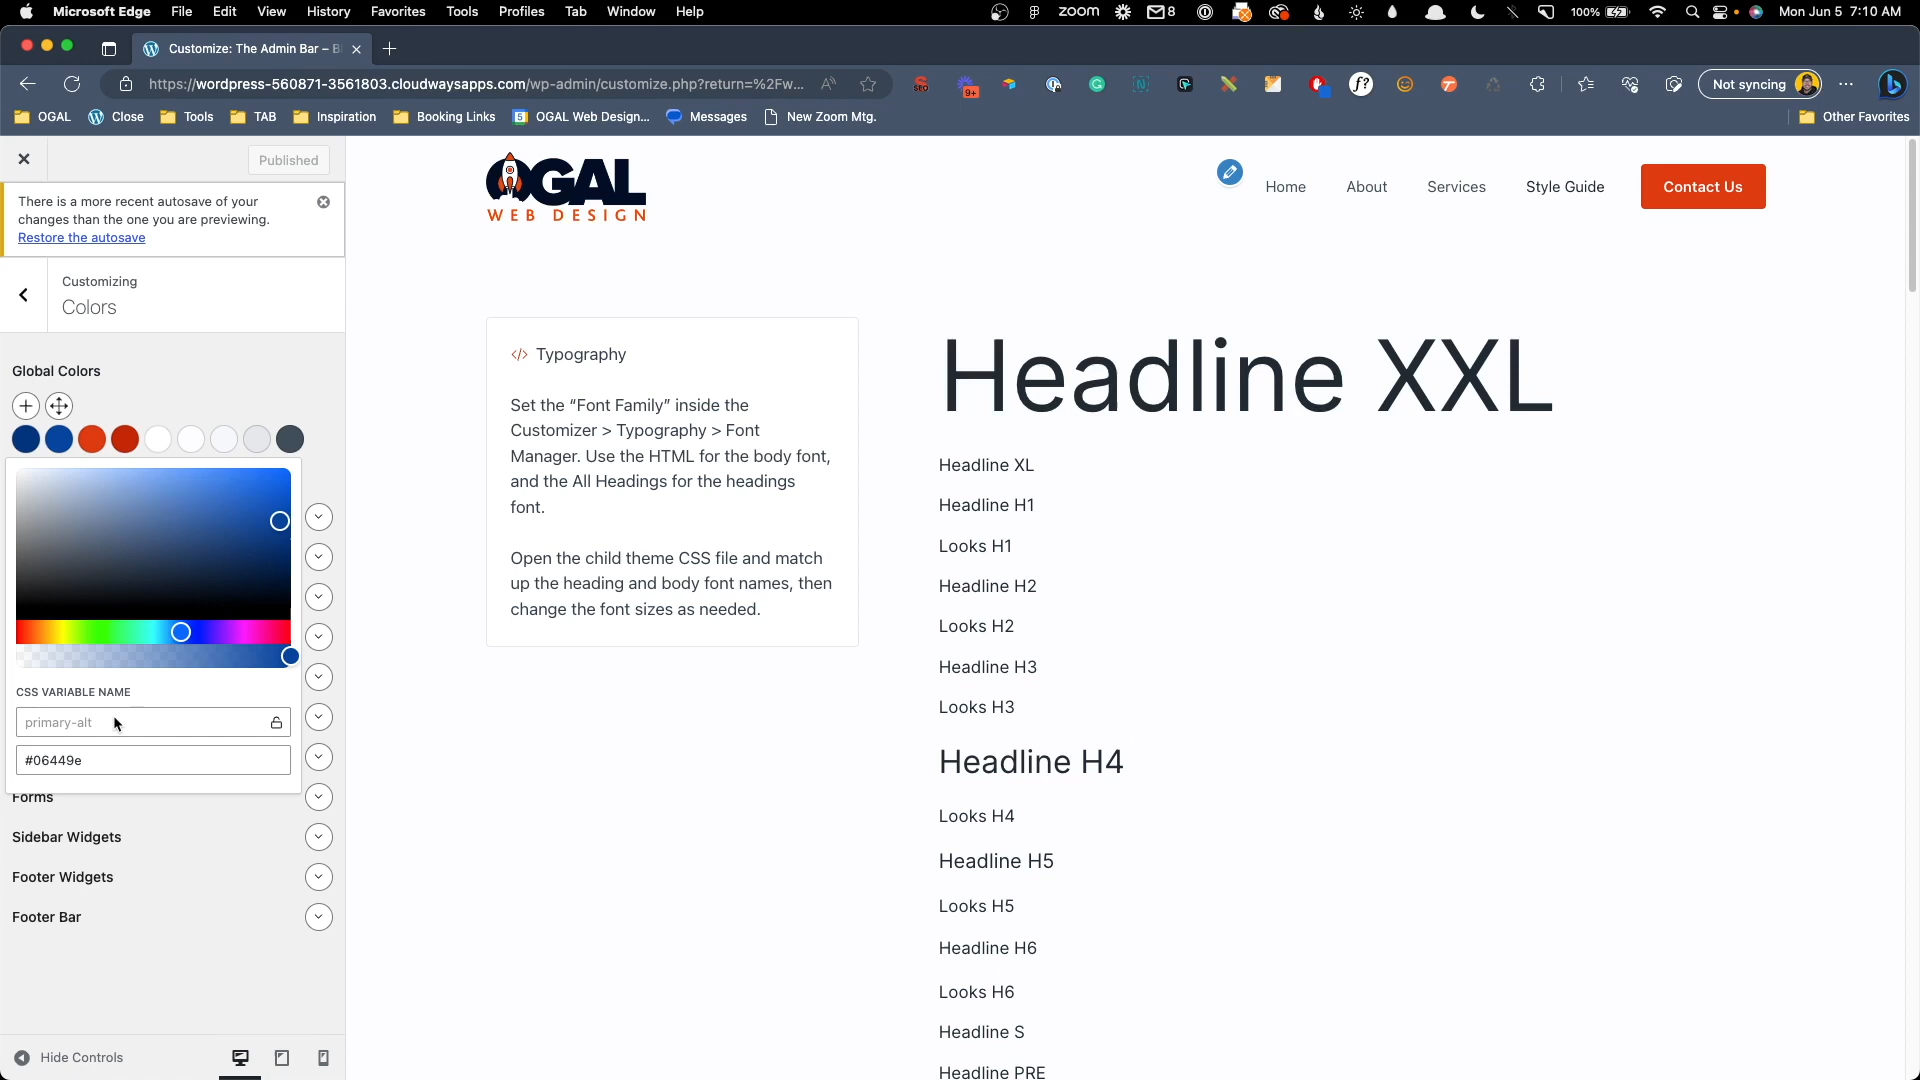 Microsoft Edge File Edit View History Favorites Tools Profiles Tab Window Help zoom 8 100% Mon Jun 5 7:10 AM
Customize: The Admin Bar – Bl
https://wordpress-560871-3561803.cloudwaysapps.com/wp-admin/customize.php?return=%2Fw... SEO 9+ f? Not syncing
OGAL Close Tools TAB Inspiration Booking Links 5 OGAL Web Design... Messages New Zoom Mtg. Other Favorites
Published
There is a more recent autosave of your
changes than the one you are previewing.
Restore the autosave
Customizing
Colors
Global Colors
CSS VARIABLE NAME
primary-alt
#06449e
Forms
Sidebar Widgets
Footer Widgets
Footer Bar
Hide Controls
OGAL
WEB DESIGN
Home About Services Style Guide Contact Us
</> Typography
Set the “Font Family” inside the
Customizer > Typography > Font
Manager. Use the HTML for the body font,
and the All Headings for the headings
font.
Open the child theme CSS file and match
up the heading and body font names, then
change the font sizes as needed.
Headline XXL
Headline XL
Headline H1
Looks H1
Headline H2
Looks H2
Headline H3
Looks H3
Headline H4
Looks H4
Headline H5
Looks H5
Headline H6
Looks H6
Headline S
Headline PRE